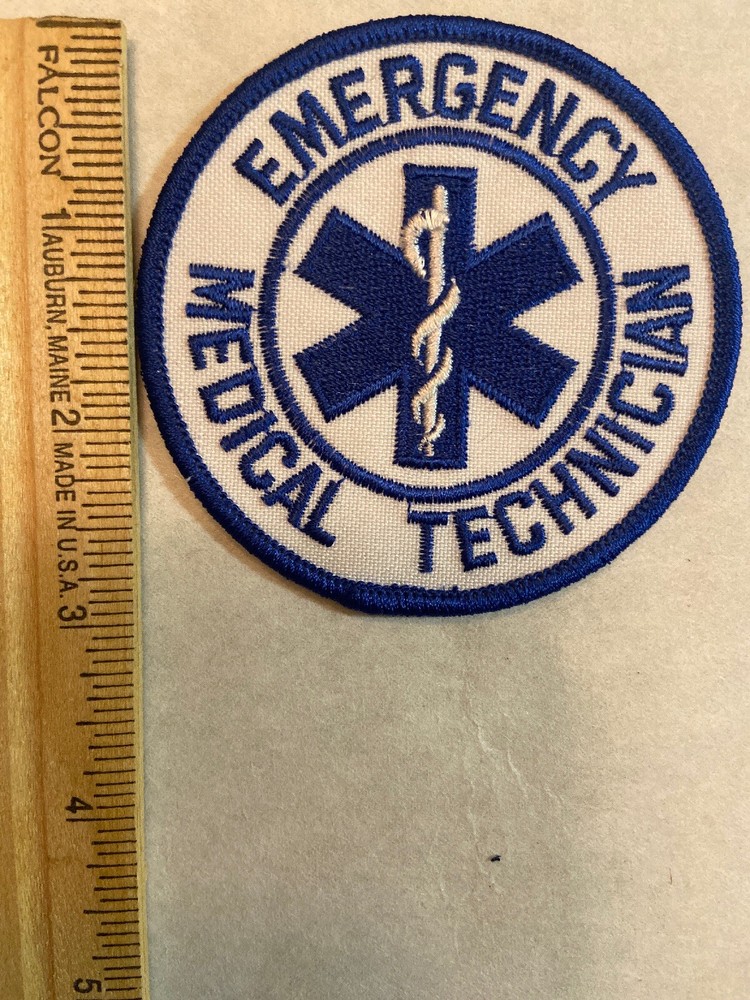 FALCON
1
AUBURN, MAINE
2
MADE IN U.S.A.
3
4
5
EMERGENCY
MEDICAL TECHNICIAN